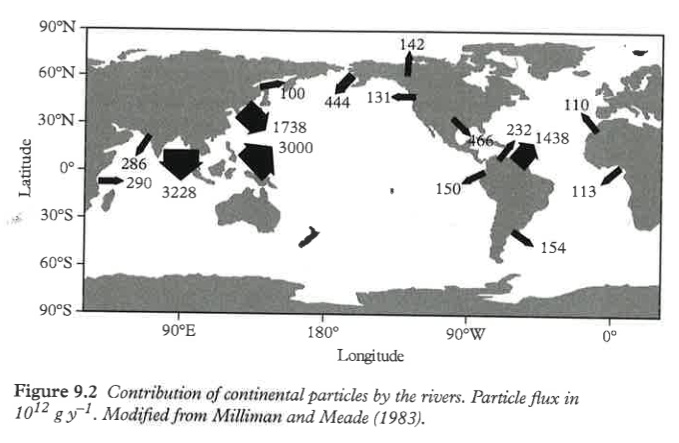 90°N
142
60°N
100
444
131
110
30°N
1738
232
1438
466
3000
286
0°
290
3228
150
113
30°S
154
60°S
90°S
Latitude
90°E
180°
90°W
0°
Longitude
Figure 9.2 Contribution of continental particles by the rivers. Particle flux in
10¹² g y⁻¹. Modified from Milliman and Meade (1983).